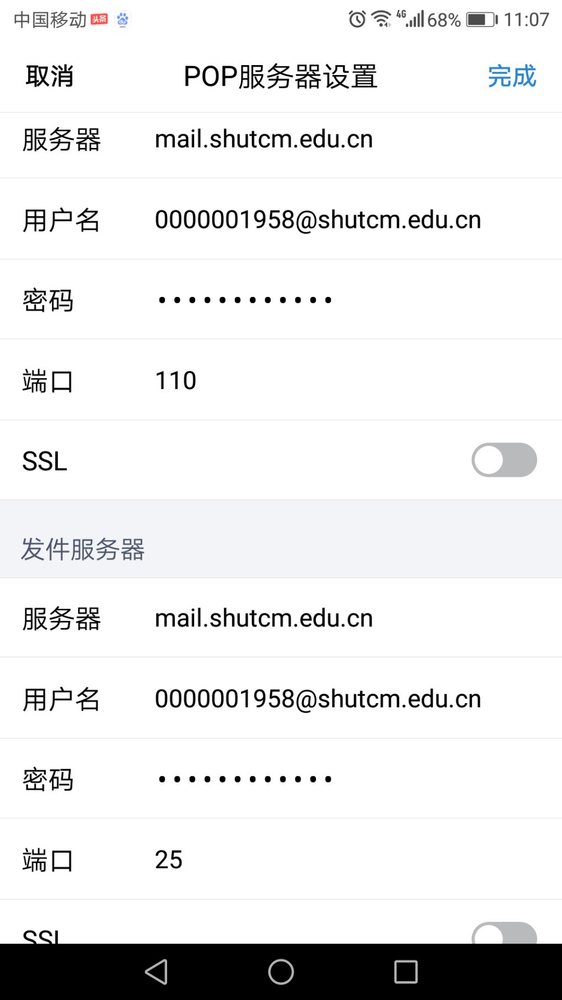 中国移动 头条 du 4G 68% 11:07
取消 POP服务器设置 完成
服务器 mail.shutcm.edu.cn
用户名 0000001958@shutcm.edu.cn
密码 ••••••••••••
端口 110
SSL
发件服务器
服务器 mail.shutcm.edu.cn
用户名 0000001958@shutcm.edu.cn
密码 ••••••••••••
端口 25
SSL